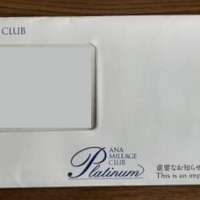 CLUB
ANA
MILEAGE
CLUB
Platinum
重要なお知らせ
This is an imp